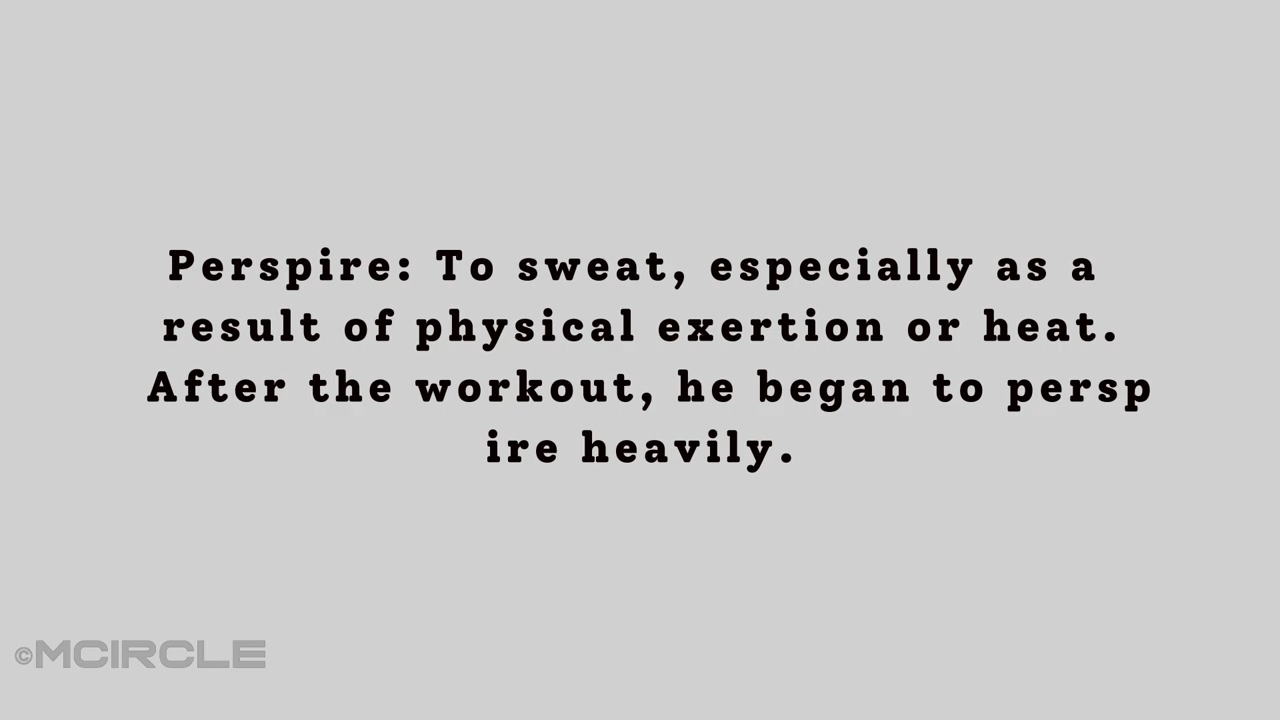 Perspire: To sweat, especially as a
result of physical exertion or heat.
After the workout, he began to persp
ire heavily.
©MCIRCLE